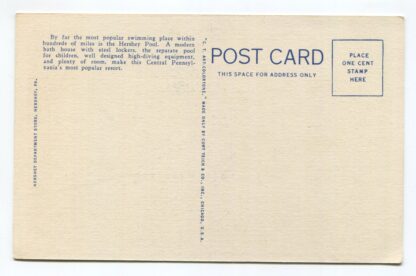 By far the most popular swimming place within
hundreds of miles is the Hershey Pool. A modern
bath house with steel lockers, the separate pool
for children, well designed high-diving equipment,
and plenty of room, make this Central Pennsyl-
vania's most popular resort.
HERSHEY DEPARTMENT STORE, HERSHEY, PA.
"C. T. ART-COLORTONE," MADE ONLY BY CURT TEICH & CO., INC., CHICAGO, U.S.A.
POST CARD
THIS SPACE FOR ADDRESS ONLY
PLACE
ONE CENT
STAMP
HERE